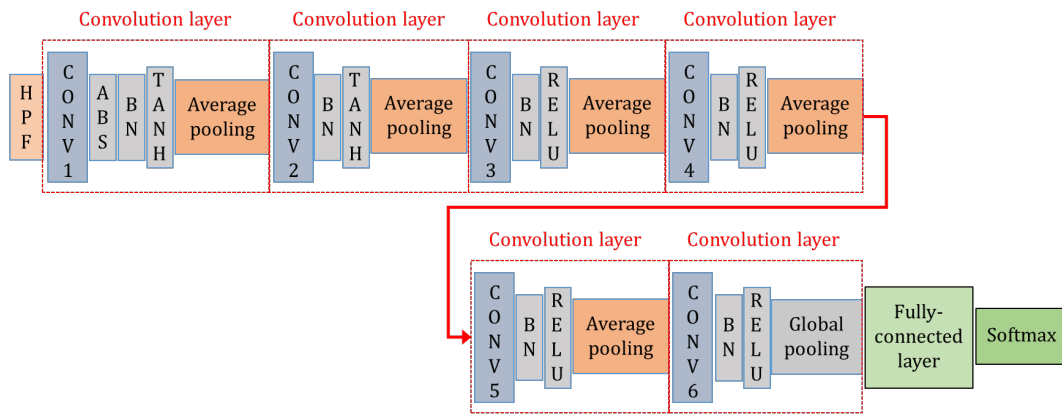 Convolution layer
Convolution layer
Convolution layer
Convolution layer
HPF
CONV1
ABS
BN
TANH
Average
pooling
CONV2
BN
TANH
Average
pooling
CONV3
BN
RELU
Average
pooling
CONV4
BN
RELU
Average
pooling
Convolution layer
Convolution layer
CONV5
BN
RELU
Average
pooling
CONV6
BN
RELU
Global
pooling
Fully-
connected
layer
Softmax